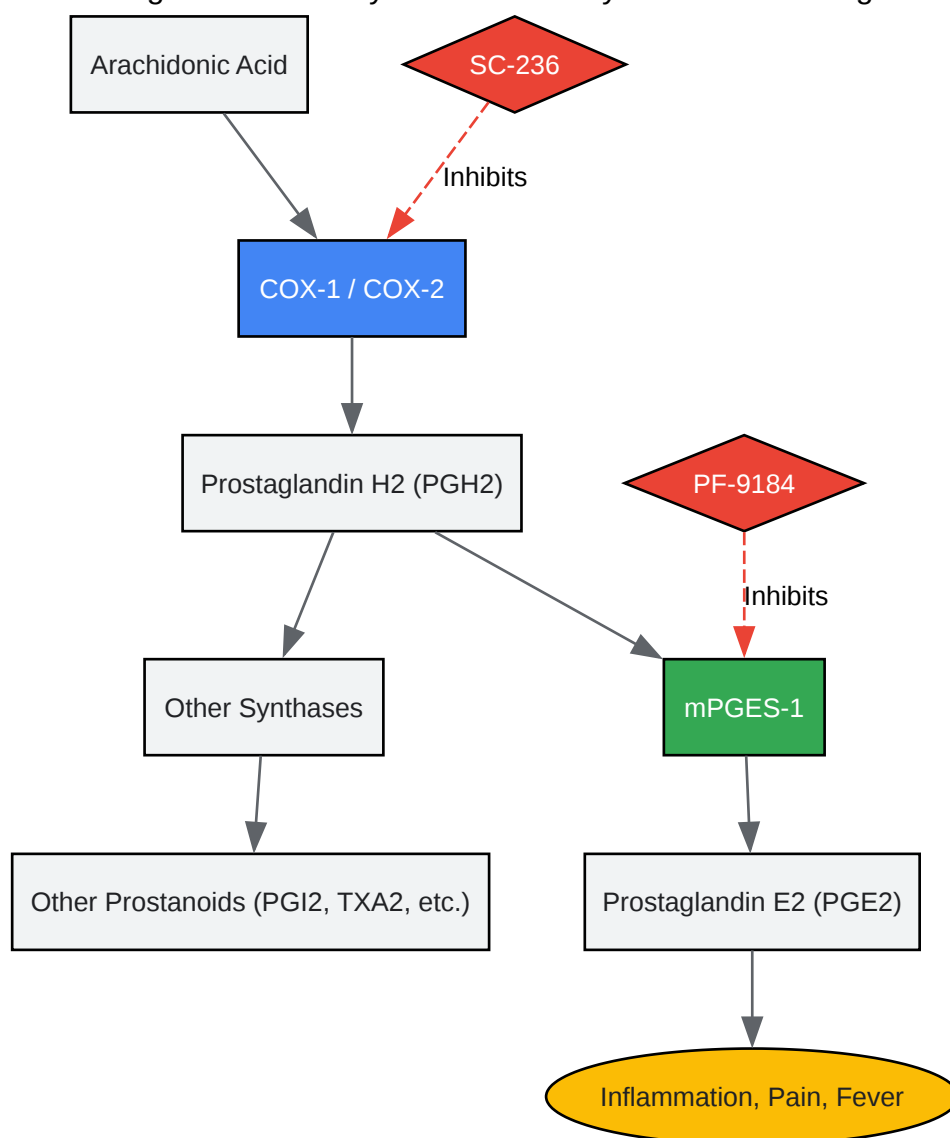 Arachidonic Acid
SC-236
Inhibits
COX-1 / COX-2
Prostaglandin H2 (PGH2)
PF-9184
Inhibits
Other Synthases
mPGES-1
Other Prostanoids (PGI2, TXA2, etc.)
Prostaglandin E2 (PGE2)
Inflammation, Pain, Fever